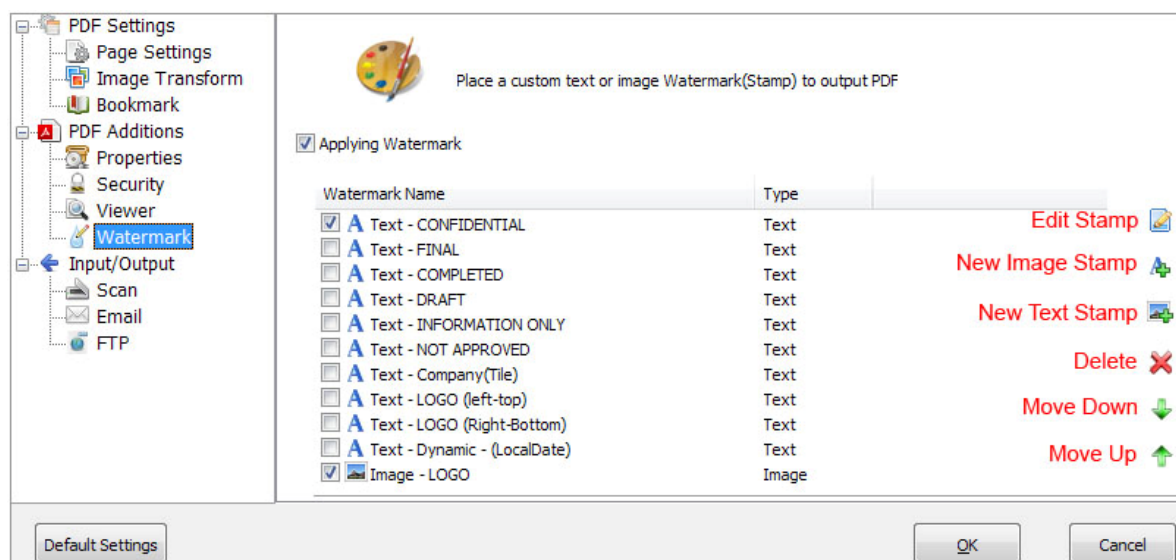 PDF Settings
Page Settings
Image Transform
Bookmark
PDF Additions
Properties
Security
Viewer
Watermark
Input/Output
Scan
Email
FTP
Place a custom text or image Watermark(Stamp) to output PDF
Applying Watermark
Watermark Name Type
A Text - CONFIDENTIAL Text
A Text - FINAL Text
A Text - COMPLETED Text
A Text - DRAFT Text
A Text - INFORMATION ONLY Text
A Text - NOT APPROVED Text
A Text - Company(Tile) Text
A Text - LOGO (left-top) Text
A Text - LOGO (Right-Bottom) Text
A Text - Dynamic - (LocalDate) Text
Image - LOGO Image
Edit Stamp
New Image Stamp
New Text Stamp
Delete
Move Down
Move Up
Default Settings
OK
Cancel